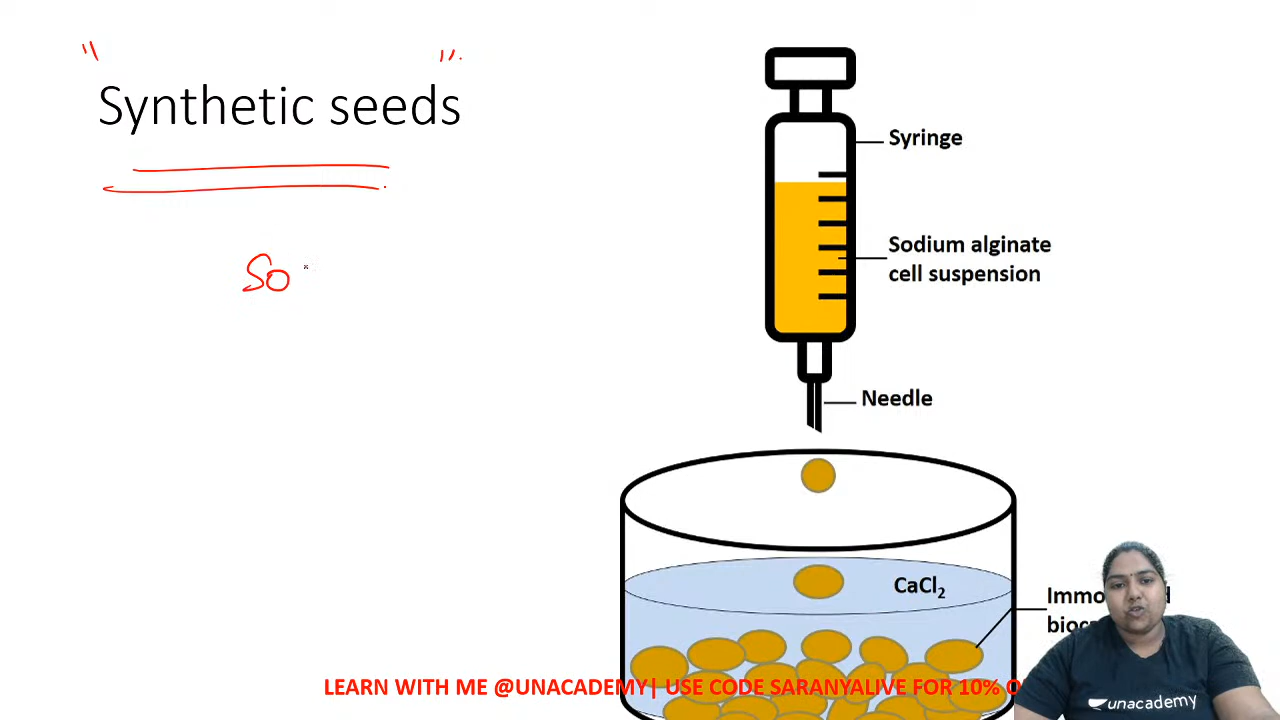 "Synthetic seeds"
So
Syringe
Sodium alginate
cell suspension
Needle
CaCl₂
LEARN WITH ME @UNACADEMY| USE CODE SARANYALIVE FOR 10%
unacademy